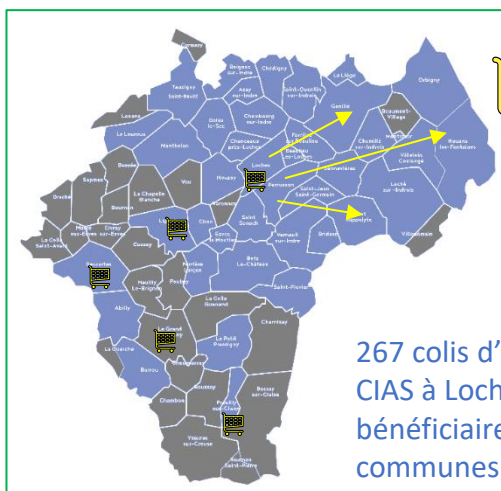 Cormery
Tauxigny
Saint-Bauld
Reignac
sur-Indre
Chédigny
Azay
sur-Indre
Saint-Quentin
sur-Indrois
Le Liège
Genillé
Orbigny
Beaumont-
Village
Montrésor
Nouans
les-Fontaines
Villeloin
Coulangé
Chemillé
sur-Indrois
Loché
sur-Indrois
Villedômain
Louans
Le Louroux
Manthelan
Dolus
le-Sec
Chambourg
sur-Indre
Chanceaux
près-Loches
Ferrière
sur-Beaulieu
Beaulieu
les-Loches
Loches
Perrusson
Sennevières
Saint-Jean
Saint-Germain
Bossée
Sepmes
La Chapelle
Blanche
Vou
Mouzay
Varennes
Bournan
Draché
La Celle
Saint-Avant
Marcé
sur-Esves
Civray
sur-Esves
Cussay
Ciran
Esves
le-Moutier
Saint
Senoch
Verneuil
sur-Indre
Bridoré
Descartes
Neuilly
Le-Brignon
Ferrière
Larçon
Paulmy
Betz
Le-Château
Saint-Flovier
Abilly
La Celle
Guenand
Le Grand
Le Petit
Pressigny
Charnizay
La Guerche
Barrou
Chambon
Boussay
Bossay
sur-Claise
Preuilly
sur-Claise
Yzeures
sur-Creuse
Tournon
Saint-Pierre
267 colis d’
CIAS à Loch
bénéficiaire
communes